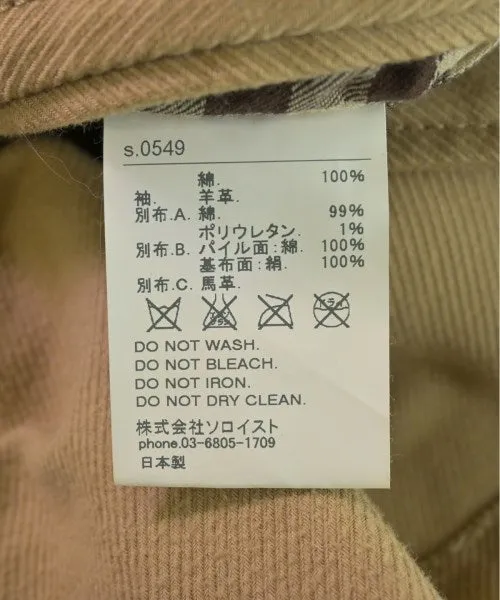 s.0549
綿. 100%
袖. 羊革.
別布.A. 綿. 99%
ポリウレタン. 1%
別布.B. パイル面:綿. 100%
基布面:絹. 100%
別布.C. 馬革.
DO NOT WASH.
DO NOT BLEACH.
DO NOT IRON.
DO NOT DRY CLEAN.
株式会社ソロイスト
phone.03-6805-1709
日本製